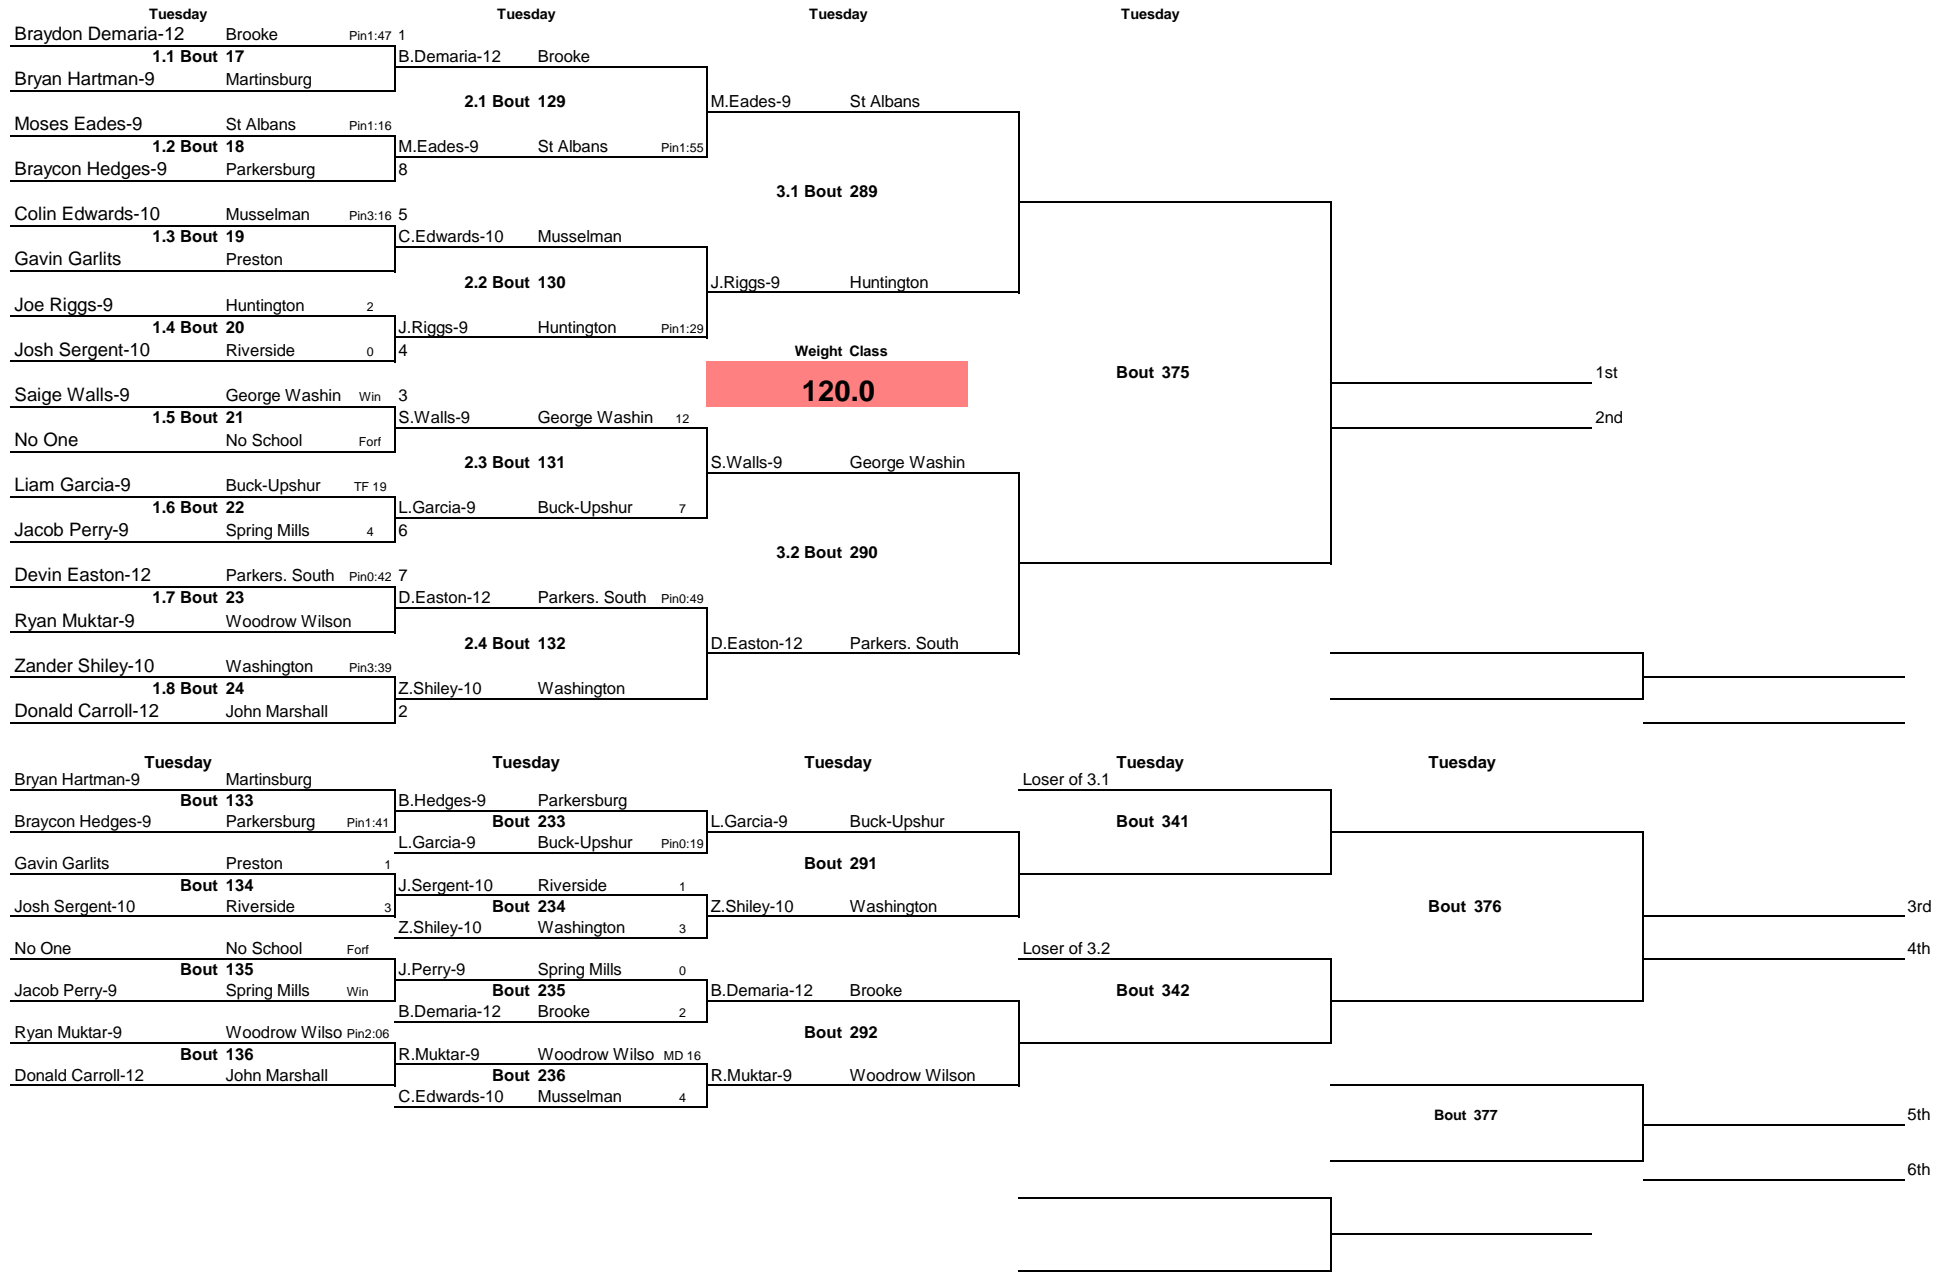 Tuesday Tuesday Tuesday Tuesday
Braydon Demaria-12 Brooke Pin1:47 1
1.1 Bout 17 B.Demaria-12 Brooke
Bryan Hartman-9 Martinsburg
2.1 Bout 129 M.Eades-9 St Albans
Moses Eades-9 St Albans Pin1:16
1.2 Bout 18 M.Eades-9 St Albans Pin1:55
Braycon Hedges-9 Parkersburg 8
3.1 Bout 289
Colin Edwards-10 Musselman Pin3:16 5
1.3 Bout 19 C.Edwards-10 Musselman
Gavin Garlits Preston
2.2 Bout 130 J.Riggs-9 Huntington
Joe Riggs-9 Huntington 2
1.4 Bout 20 J.Riggs-9 Huntington Pin1:29
Josh Sergent-10 Riverside 0 4 Weight Class
Bout 375 1st
Saige Walls-9 George Washin Win 3 120.0
1.5 Bout 21 S.Walls-9 George Washin 12 2nd
No One No School Forf
2.3 Bout 131 S.Walls-9 George Washin
Liam Garcia-9 Buck-Upshur TF 19
1.6 Bout 22 L.Garcia-9 Buck-Upshur 7
Jacob Perry-9 Spring Mills 4 6
3.2 Bout 290
Devin Easton-12 Parkers. South Pin0:42 7
1.7 Bout 23 D.Easton-12 Parkers. South Pin0:49
Ryan Muktar-9 Woodrow Wilson
2.4 Bout 132 D.Easton-12 Parkers. South
Zander Shiley-10 Washington Pin3:39
1.8 Bout 24 Z.Shiley-10 Washington
Donald Carroll-12 John Marshall 2
Tuesday Tuesday Tuesday Tuesday Tuesday
Bryan Hartman-9 Martinsburg Loser of 3.1
Bout 133 B.Hedges-9 Parkersburg
Braycon Hedges-9 Parkersburg Pin1:41 Bout 233 L.Garcia-9 Buck-Upshur Bout 341
L.Garcia-9 Buck-Upshur Pin0:19
Gavin Garlits Preston 1 Bout 291
Bout 134 J.Sergent-10 Riverside 1
Josh Sergent-10 Riverside 3 Bout 234 Z.Shiley-10 Washington Bout 376 3rd
Z.Shiley-10 Washington 3
No One No School Forf Loser of 3.2 4th
Bout 135 J.Perry-9 Spring Mills 0
Jacob Perry-9 Spring Mills Win Bout 235 B.Demaria-12 Brooke Bout 342
B.Demaria-12 Brooke 2
Ryan Muktar-9 Woodrow Wilso Pin2:06 Bout 292
Bout 136 R.Muktar-9 Woodrow Wilso MD 16
Donald Carroll-12 John Marshall Bout 236 R.Muktar-9 Woodrow Wilson
C.Edwards-10 Musselman 4
Bout 377 5th
6th